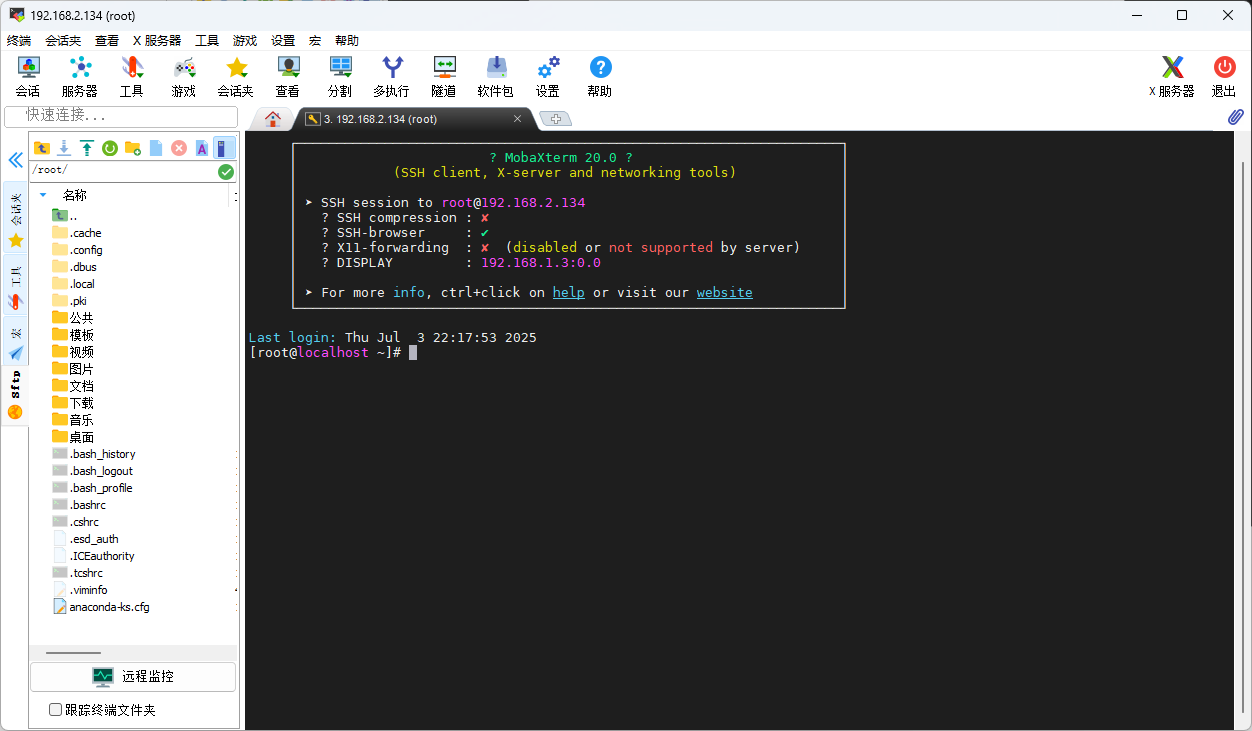 192.168.2.134 (root)
终端 会话夹 查看 X 服务器 工具 游戏 设置 宏 帮助
会话 服务器 工具 游戏 会话夹 查看 分割 多执行 隧道 软件包 设置 帮助 X 服务器 退出
快速连接...
3. 192.168.2.134 (root)
/root/
名称
..
.cache
.config
.dbus
.local
.pki
公共
模板
视频
图片
文档
下载
音乐
桌面
.bash_history
.bash_logout
.bash_profile
.bashrc
.cshrc
.esd_auth
.ICEauthority
.tcshrc
.viminfo
anaconda-ks.cfg
远程监控
跟踪终端文件夹
会话夹
工具
宏
Sftp
? MobaXterm 20.0 ?
(SSH client, X-server and networking tools)
➤ SSH session to root@192.168.2.134
? SSH compression : ✘
? SSH-browser : ✔
? X11-forwarding : ✘ (disabled or not supported by server)
? DISPLAY : 192.168.1.3:0.0
➤ For more info, ctrl+click on help or visit our website
Last login: Thu Jul 3 22:17:53 2025
[root@localhost ~]#